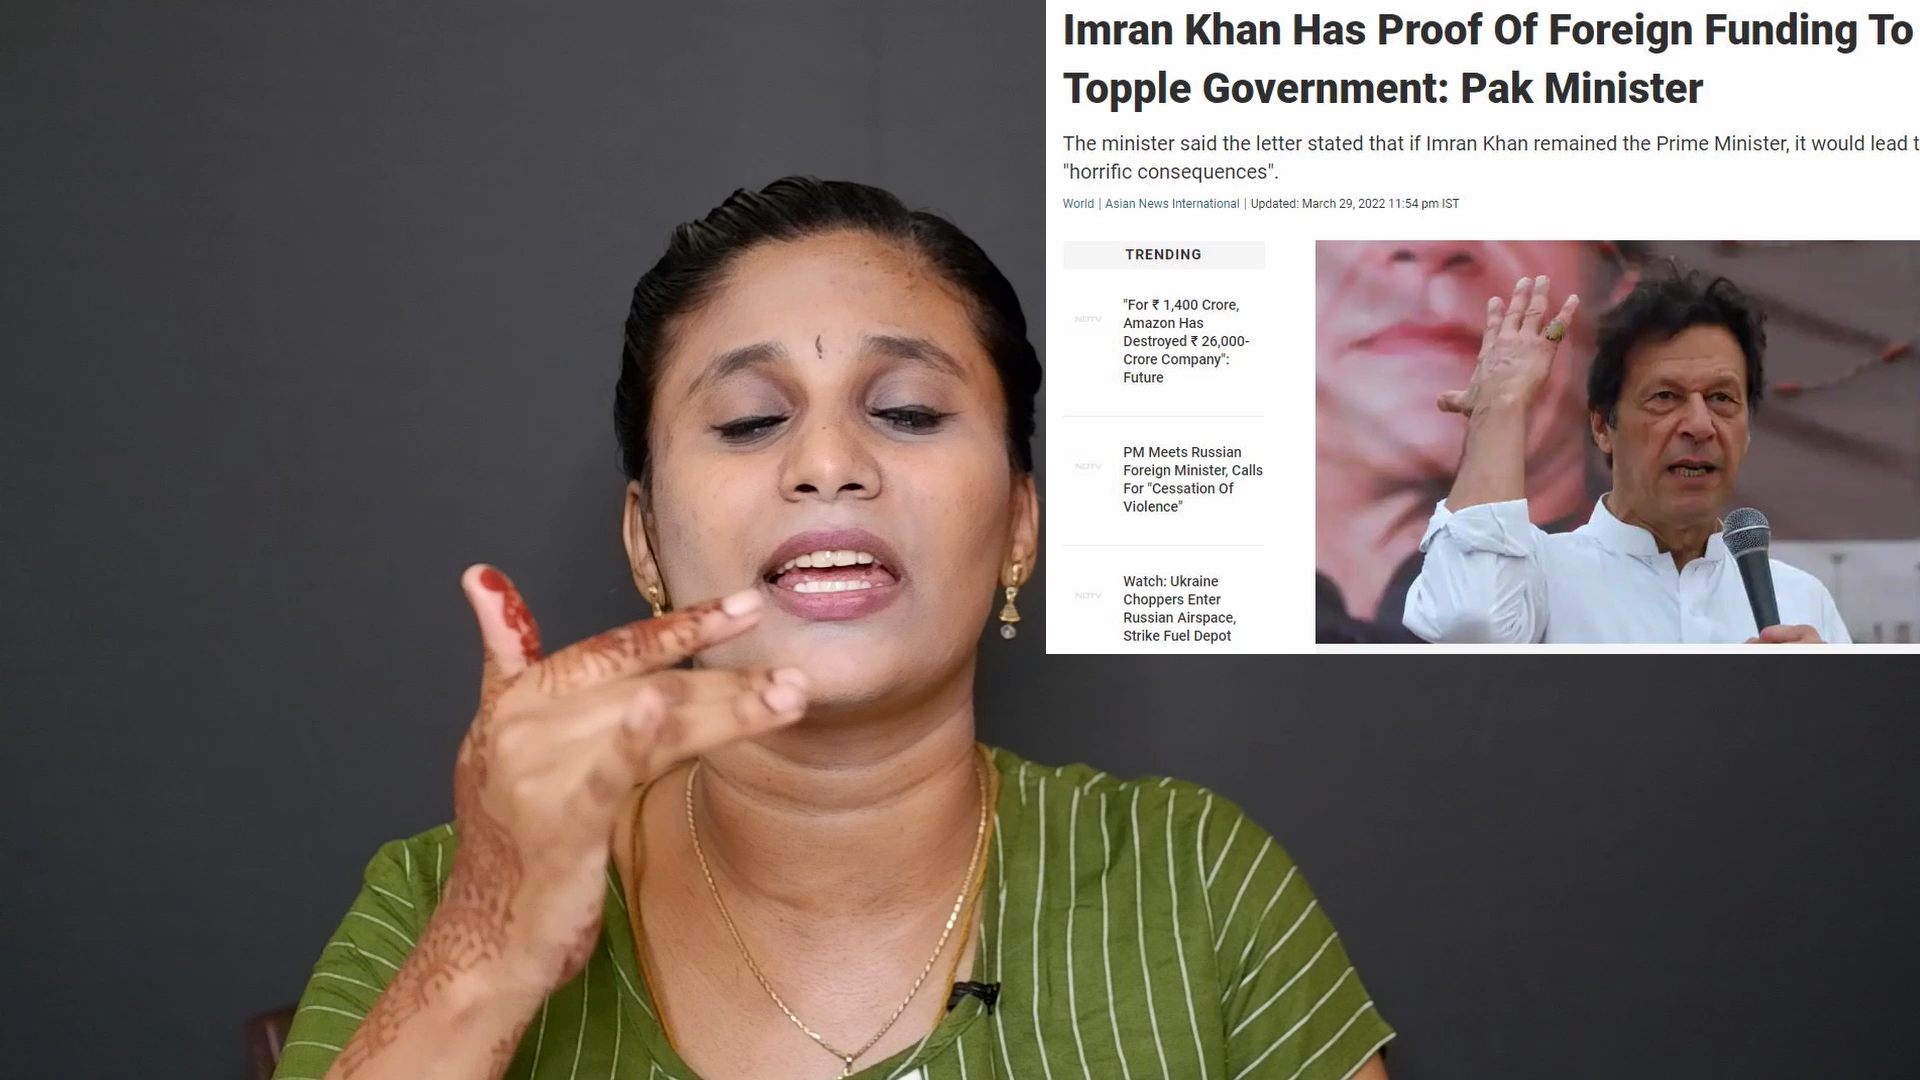 Imran Khan Has Proof Of Foreign Funding To
Topple Government: Pak Minister
The minister said the letter stated that if Imran Khan remained the Prime Minister, it would lead t
"horrific consequences".
World | Asian News International | Updated: March 29, 2022 11:54 pm IST
TRENDING
NDTV
"For ₹ 1,400 Crore,
Amazon Has
Destroyed ₹ 26,000-
Crore Company":
Future
NDTV
PM Meets Russian
Foreign Minister, Calls
For "Cessation Of
Violence"
NDTV
Watch: Ukraine
Choppers Enter
Russian Airspace,
Strike Fuel Depot